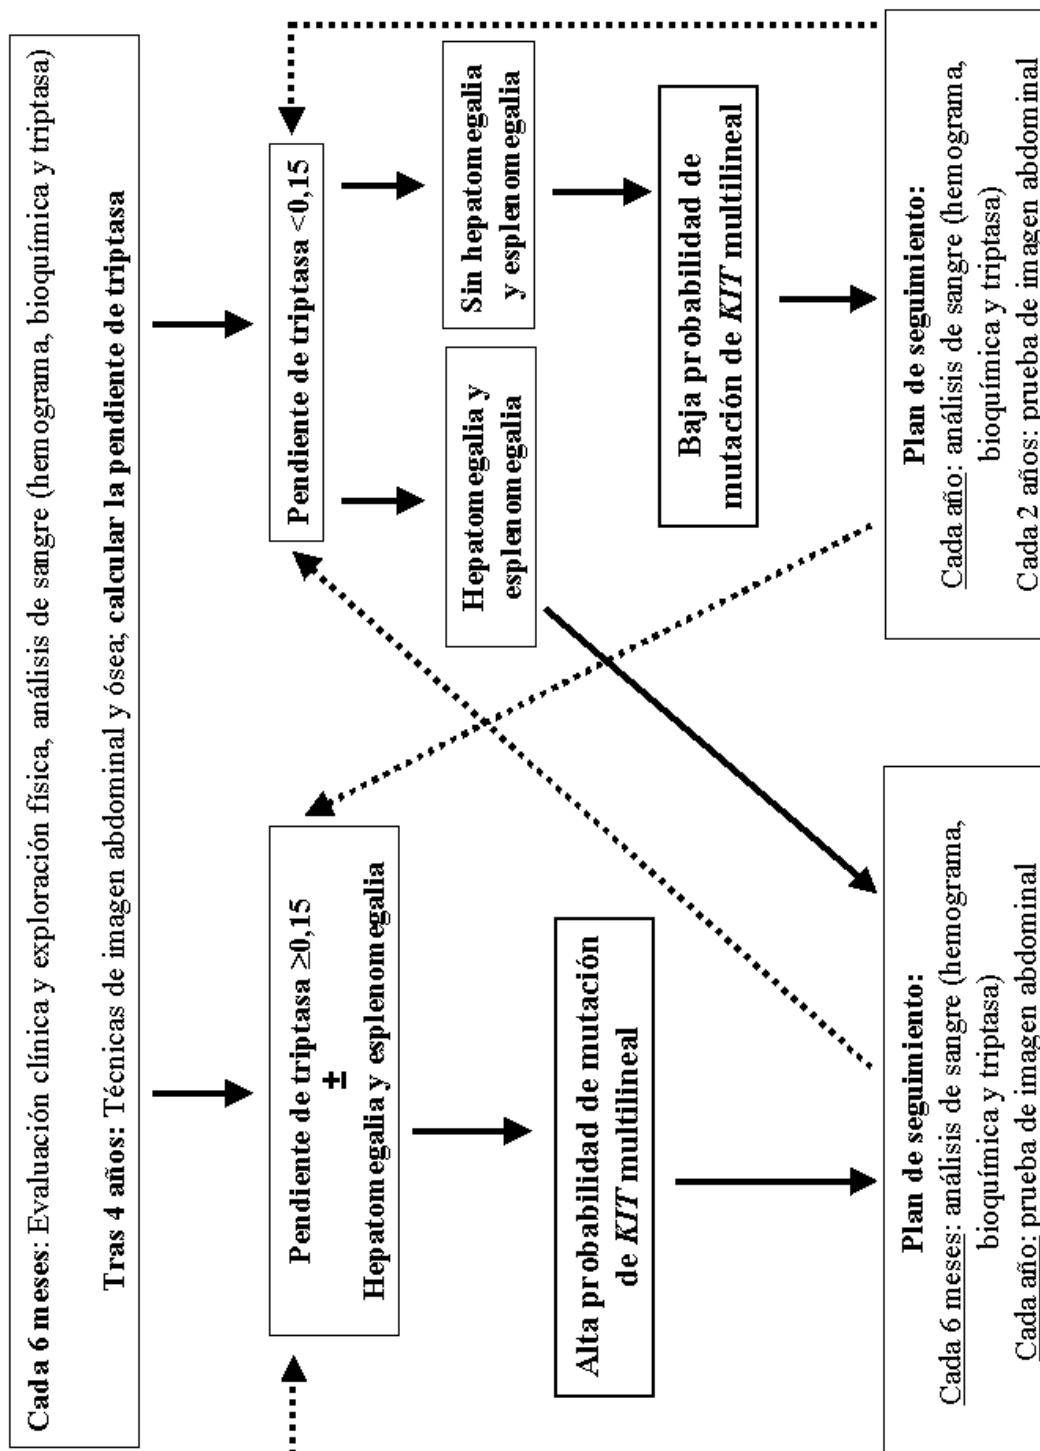 Cada 6 meses: Evaluación clínica y exploración física, análisis de sangre (hemograma, bioquímica y triptasa)
Tras 4 años: Técnicas de imagen abdominal y ósea; calcular la pendiente de triptasa
Pendiente de triptasa ≥0,15
±
Hepatomegalia y esplenomegalia
Pendiente de triptasa <0,15
Hepatomegalia y
esplenomegalia
Sin hepatomegalia
y esplenomegalia
Alta probabilidad de mutación
de KIT multilineal
Baja probabilidad de
mutación de KIT multilineal
Plan de seguimiento:
Cada 6 meses: análisis de sangre (hemograma,
bioquímica y triptasa)
Cada año: prueba de imagen abdominal
Plan de seguimiento:
Cada año: análisis de sangre (hemograma,
bioquímica y triptasa)
Cada 2 años: prueba de imagen abdominal